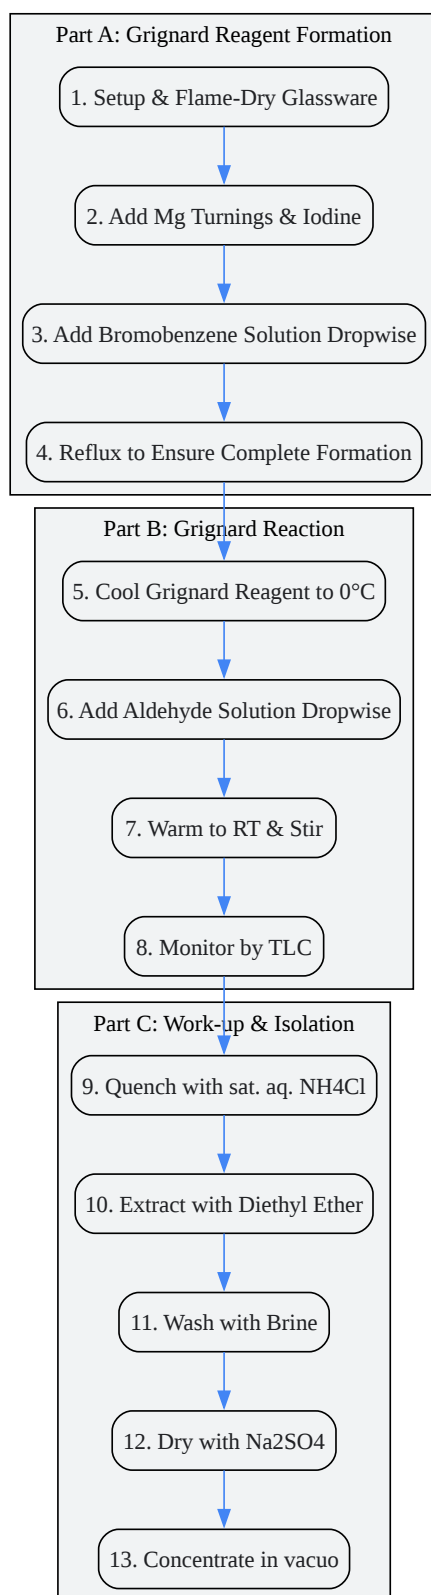 Part A: Grignard Reagent Formation
1. Setup & Flame-Dry Glassware
2. Add Mg Turnings & Iodine
3. Add Bromobenzene Solution Dropwise
4. Reflux to Ensure Complete Formation
Part B: Grignard Reaction
5. Cool Grignard Reagent to 0°C
6. Add Aldehyde Solution Dropwise
7. Warm to RT & Stir
8. Monitor by TLC
Part C: Work-up & Isolation
9. Quench with sat. aq. NH4Cl
10. Extract with Diethyl Ether
11. Wash with Brine
12. Dry with Na2SO4
13. Concentrate in vacuo